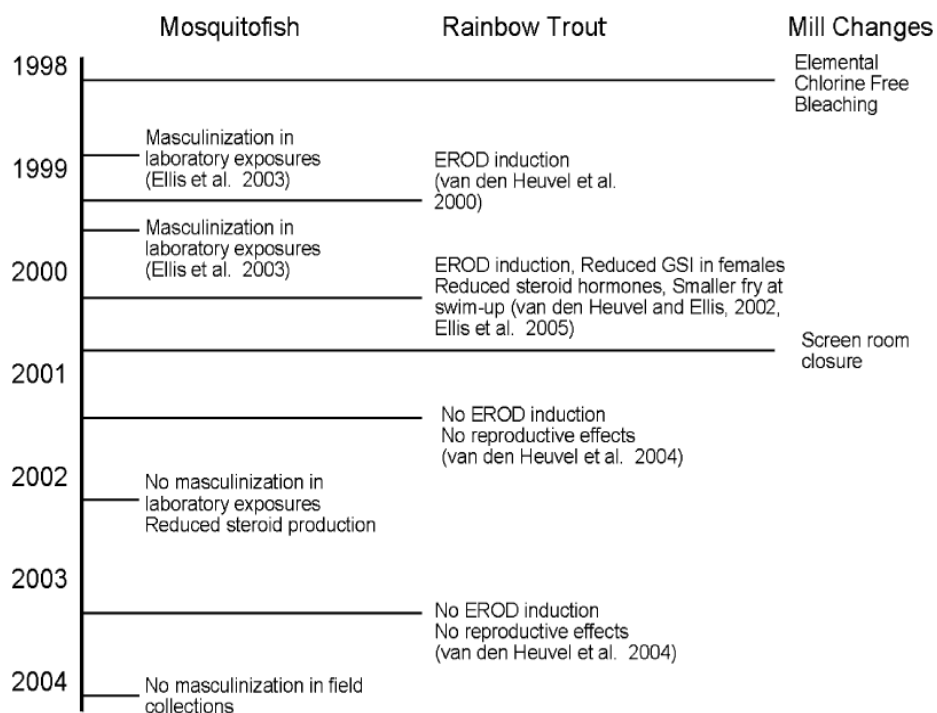 Mosquitofish
Rainbow Trout
Mill Changes
1998
Elemental
Chlorine Free
Bleaching
Masculinization in
laboratory exposures
(Ellis et al. 2003)
1999
EROD induction
(van den Heuvel et al.
2000)
Masculinization in
laboratory exposures
(Ellis et al. 2003)
2000
EROD induction, Reduced GSI in females
Reduced steroid hormones, Smaller fry at
swim-up (van den Heuvel and Ellis, 2002,
Ellis et al. 2005)
Screen room
closure
2001
No EROD induction
No reproductive effects
(van den Heuvel et al. 2004)
2002
No masculinization in
laboratory exposures
Reduced steroid production
2003
No EROD induction
No reproductive effects
(van den Heuvel et al. 2004)
2004
No masculinization in field
collections